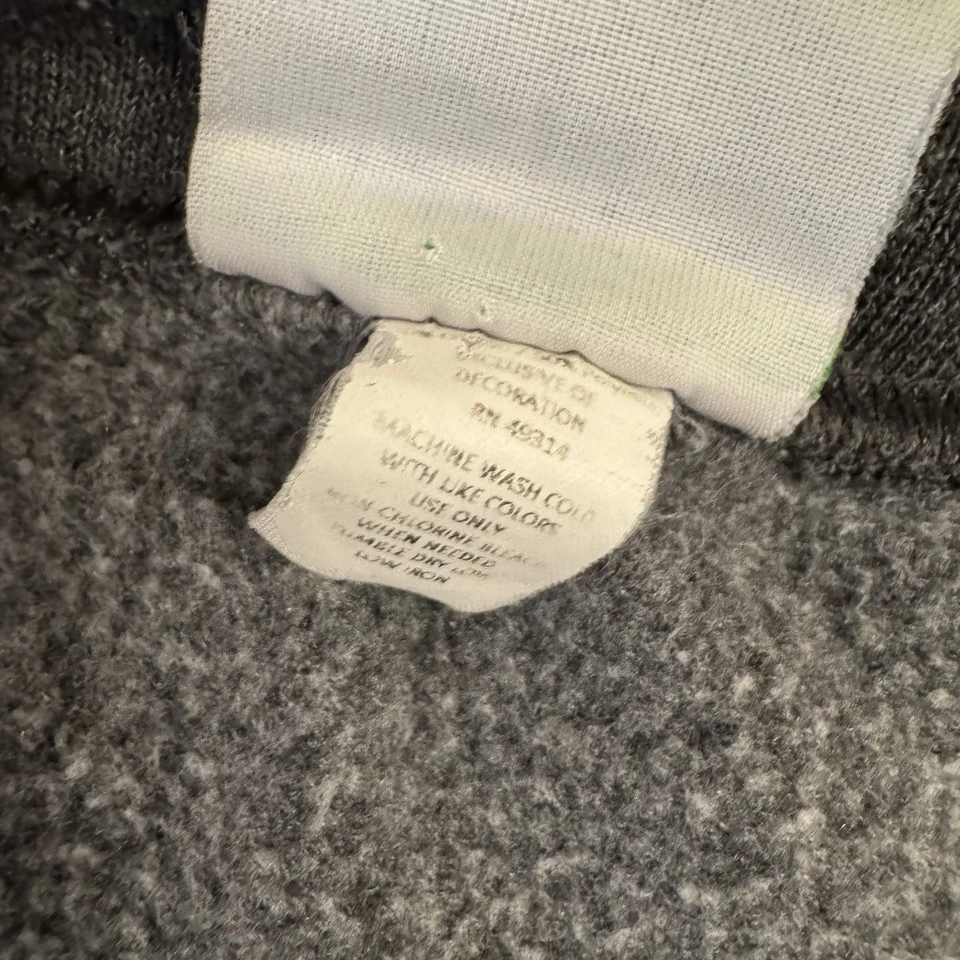 EXCLUSIVE OF
DECORATION
RN 49314
MACHINE WASH COLD
WITH LIKE COLORS
USE ONLY
NON CHLORINE BLEAC
WHEN NEEDED
TUMBLE DRY LOW
LOW IRON